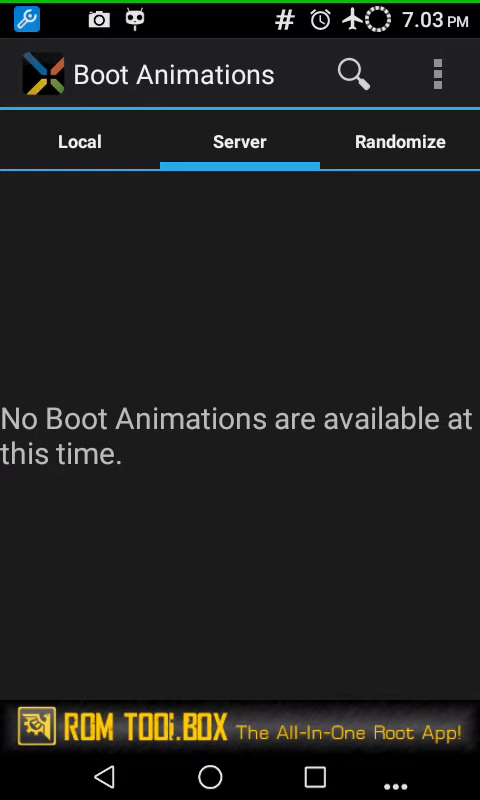 # 7.03 PM
Boot Animations
Local Server Randomize
No Boot Animations are available at
this time.
ROM TOOLBOX The All-In-One Root App!